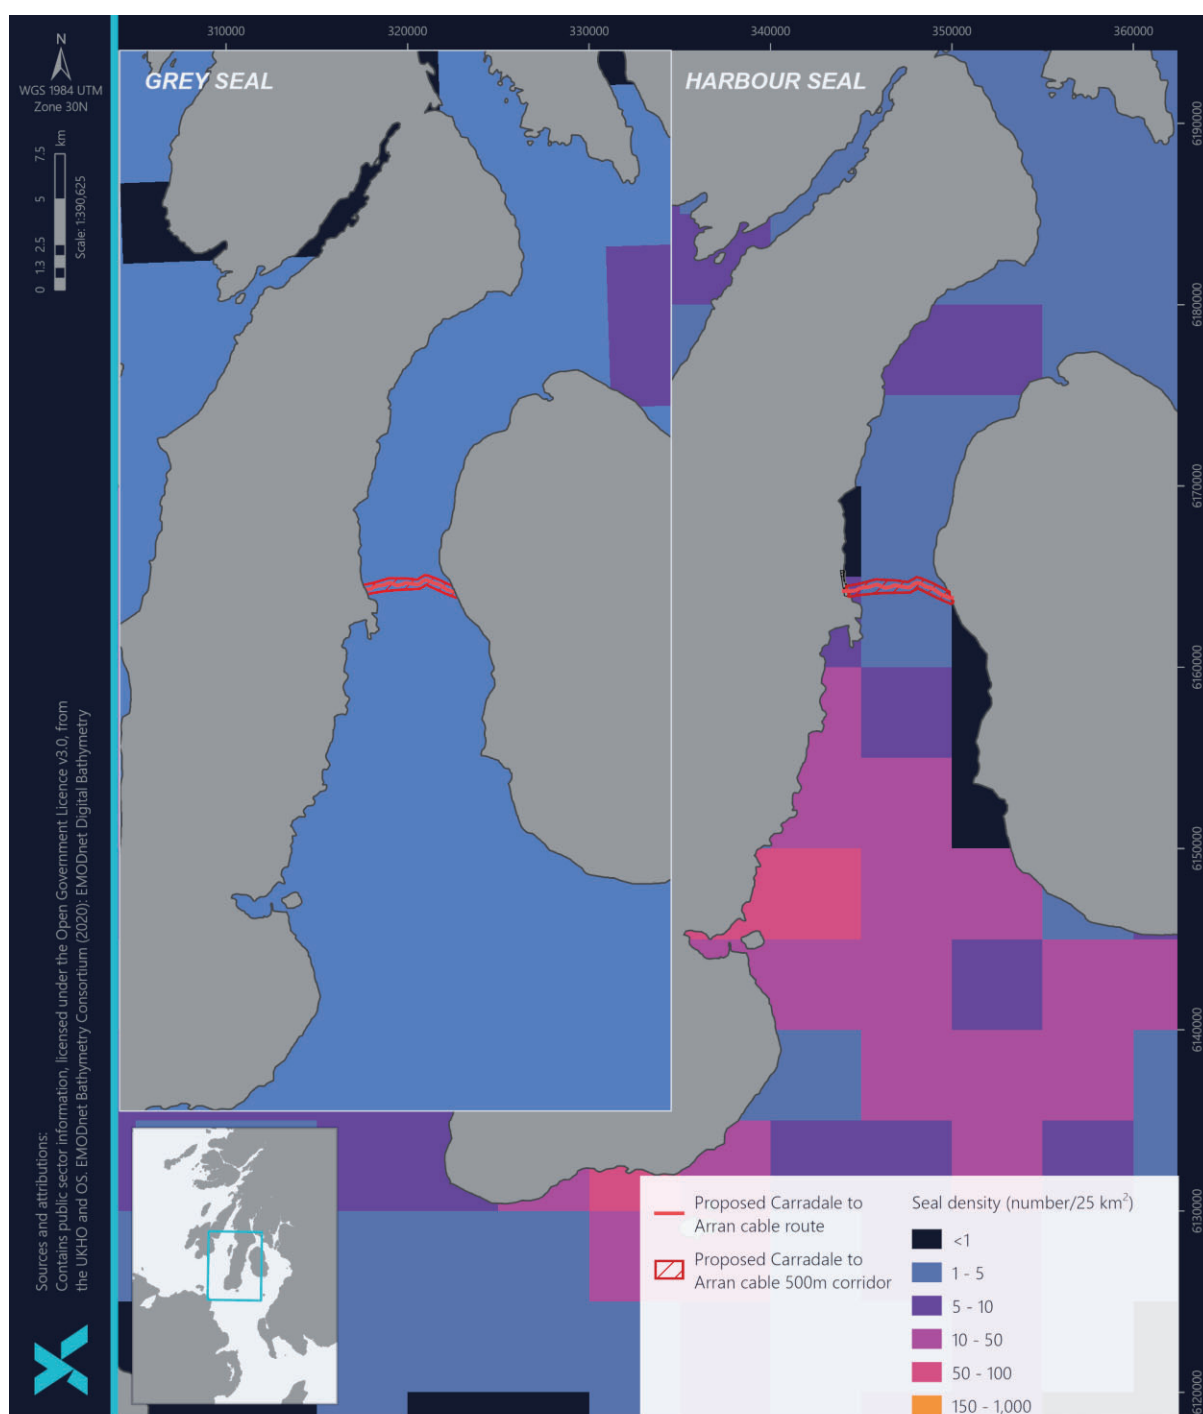 310000
320000
330000
340000
350000
360000
N
WGS 1984 UTM
Zone 30N
0 1.3 2.5 5 7.5 km
Scale: 1:390,625
GREY SEAL
HARBOUR SEAL
6190000
6180000
6170000
6160000
6150000
6140000
6130000
6120000
Sources and attributions:
Contains public sector information, licensed under the Open Government Licence v3.0, from
the UKHO and OS. EMODnet Bathymetry Consortium (2020): EMODnet Digital Bathymetry
Proposed Carradale to
Arran cable route
Proposed Carradale to
Arran cable 500m corridor
Seal density (number/25 km²)
<1
1 - 5
5 - 10
10 - 50
50 - 100
150 - 1,000